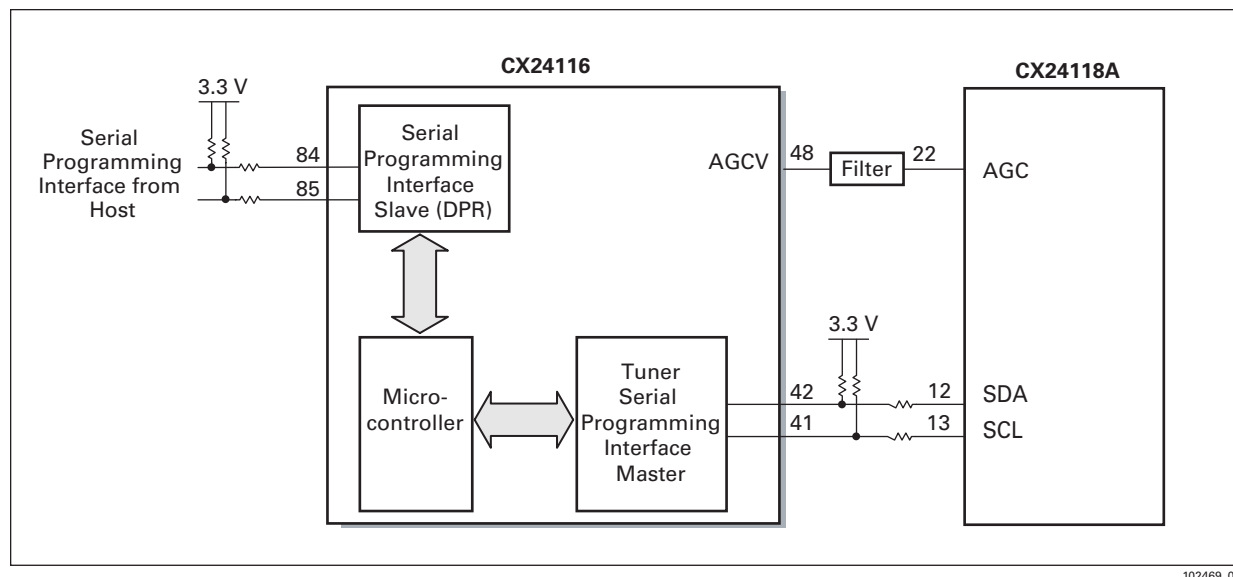 CX24116
CX24118A
3.3 V
Serial
Programming
Interface from
Host
84
85
Serial
Programming
Interface
Slave (DPR)
AGCV
48
Filter
22
AGC
Micro-
controller
Tuner
Serial
Programming
Interface
Master
3.3 V
42
41
12
13
SDA
SCL